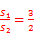 S₁/S₂ = 3/2